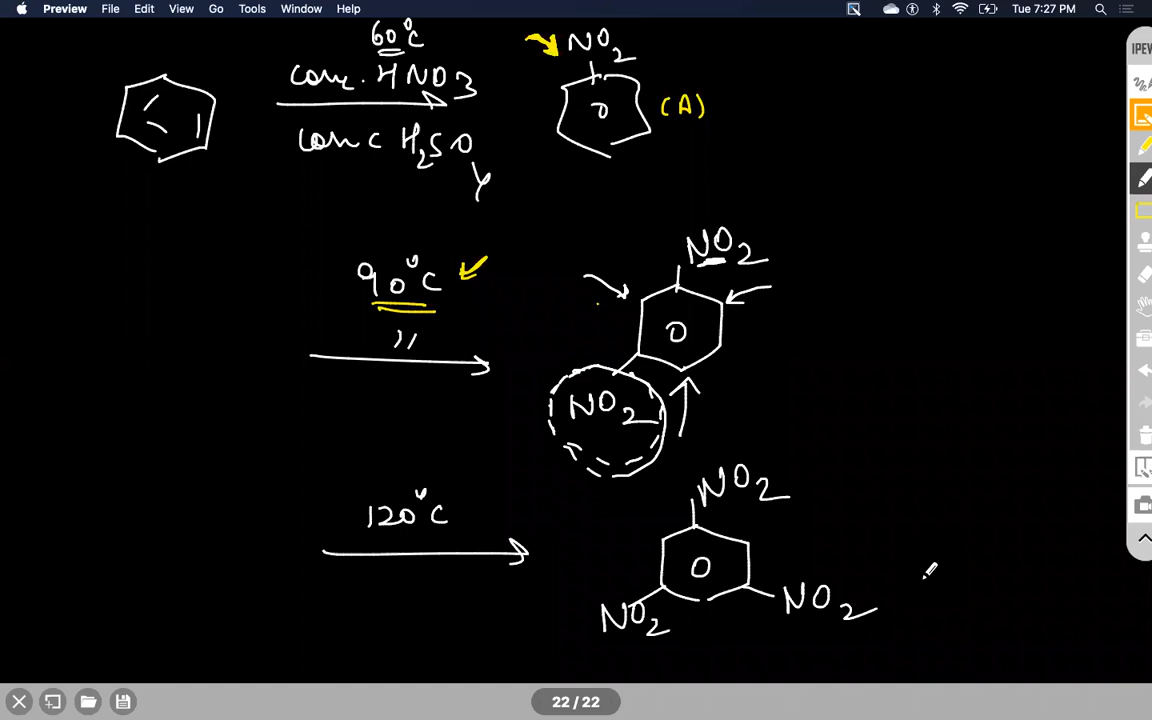 Preview File Edit View Go Tools Window Help Tue 7:27 PM
60°C
conc. HNO3
conc H2SO4
NO2
(A)
IPEV
90°C
"
NO2
NO2
120°C
NO2
NO2
NO2
22 / 22